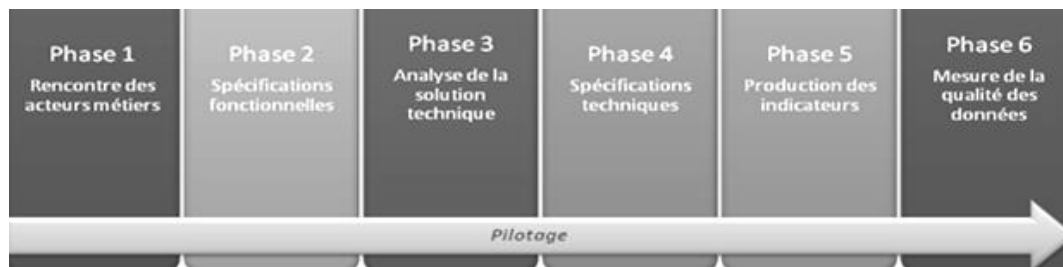 Phase 1
Rencontre des
acteurs métiers
Phase 2
Spécifications
fonctionnelles
Phase 3
Analyse de la
solution
technique
Phase 4
Spécifications
techniques
Phase 5
Production des
indicateurs
Phase 6
Mesure de la
qualité des
données
Pilotage